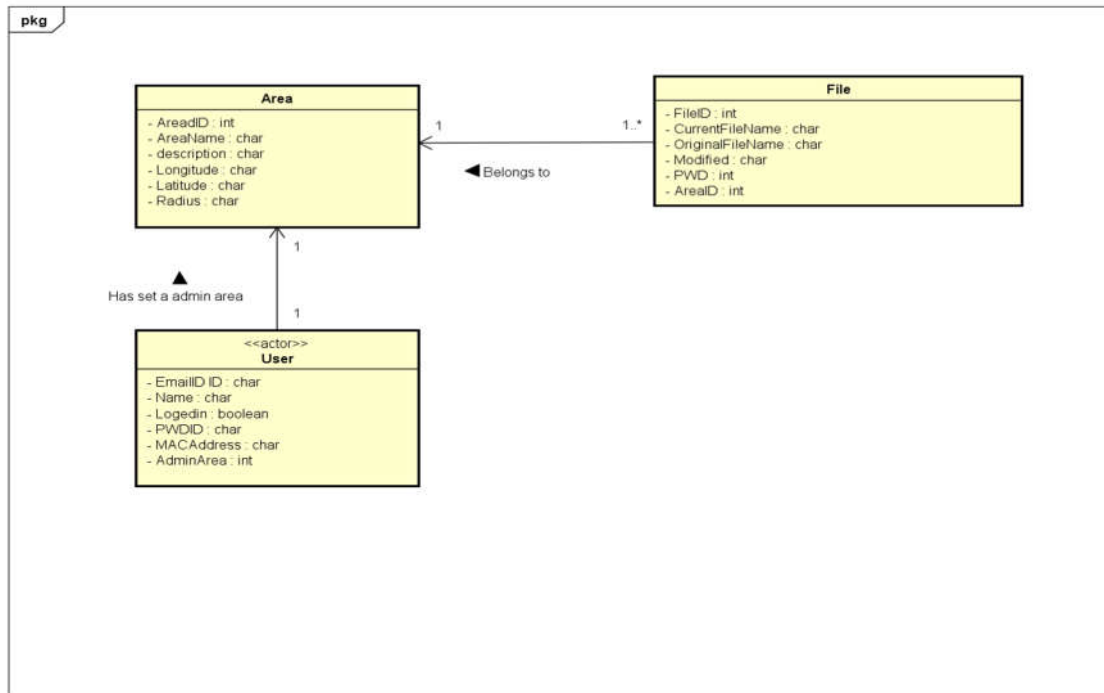 pkg
Area
- AreadID : int
- AreaName : char
- description : char
- Longitude : char
- Latitude : char
- Radius : char
File
- FileID : int
- CurrentFileName : char
- OriginalFileName : char
- Modified : char
- PWD : int
- AreaID : int
1
1..*
◀ Belongs to
1
▲
Has set a admin area
1
<<actor>>
User
- EmailID ID : char
- Name : char
- Logedin : boolean
- PWDID : char
- MACAddress : char
- AdminArea : int